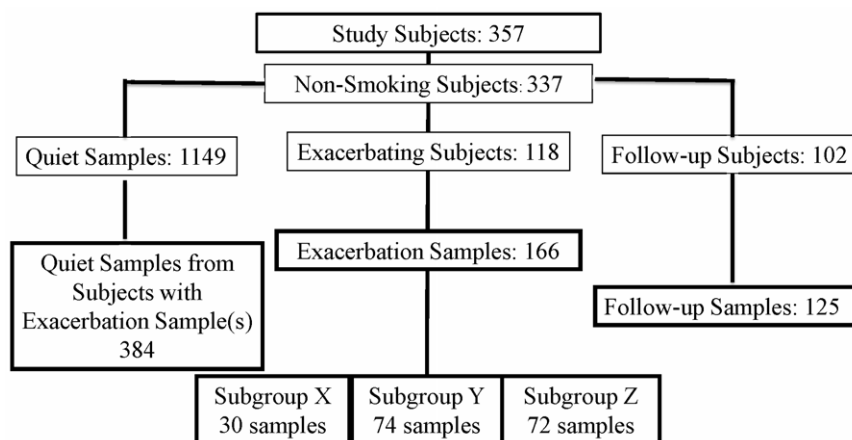 Study Subjects: 357
Non-Smoking Subjects: 337
Quiet Samples: 1149
Exacerbating Subjects: 118
Follow-up Subjects: 102
Quiet Samples from
Subjects with
Exacerbation Sample(s)
384
Exacerbation Samples: 166
Follow-up Samples: 125
Subgroup X
30 samples
Subgroup Y
74 samples
Subgroup Z
72 samples